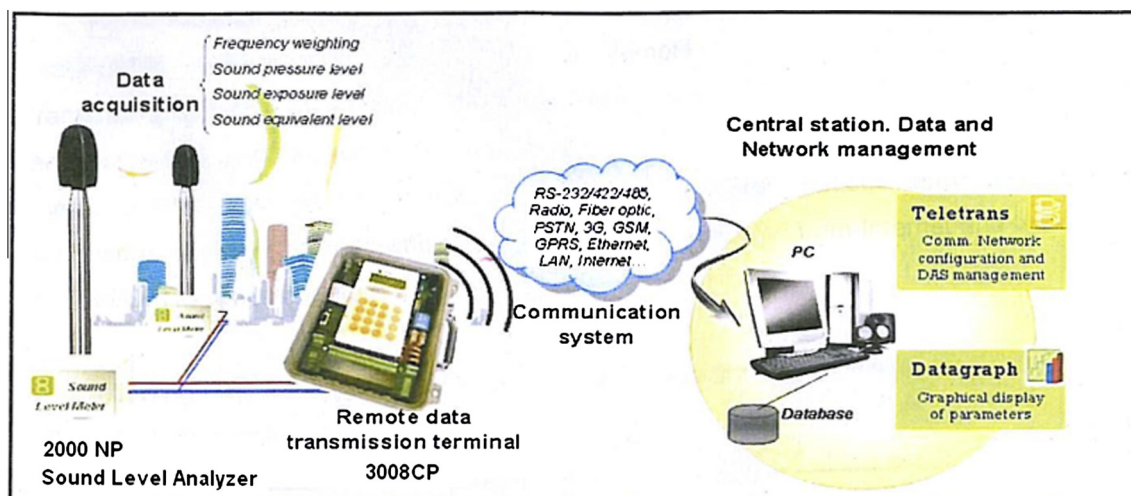 Data
acquisition
Frequency weighting
Sound pressure level
Sound exposure level
Sound equivalent level
8 Sound
Level Meter
8 Sound
Level Meter
2000 NP
Sound Level Analyzer
Remote data
transmission terminal
3008CP
RS-232/422/485,
Radio, Fiber optic,
PSTN, 3G, GSM,
GPRS, Ethernet,
LAN, Internet...
Communication
system
Central station. Data and
Network management
PC
Database
Teletrans
Comm. Network
configuration and
DAS management
Datagraph
Graphical display
of parameters